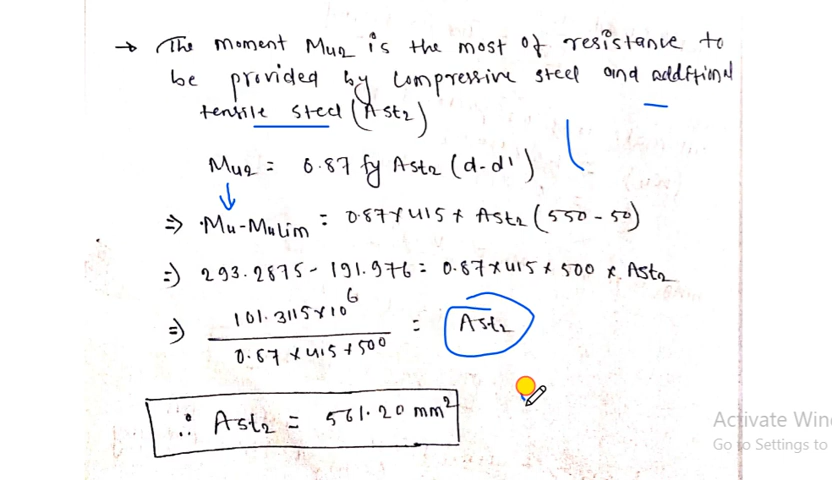 → The moment Mu2 is the most of resistance to
be provided by compressive steel and additional
tensile steel (Ast2)
Mu2 = 0.87 fy Ast2 (d-d')
⇒ Mu-Mulim = 0.87×415× Ast2 (550-50)
⇒ 293.2875 - 191.976 = 0.87×415×500 × Ast2
⇒ 101.3115×10^6 / 0.87×415×500 = Ast2
∴ Ast2 = 561.20 mm²
Activate Win
Go to Settings to